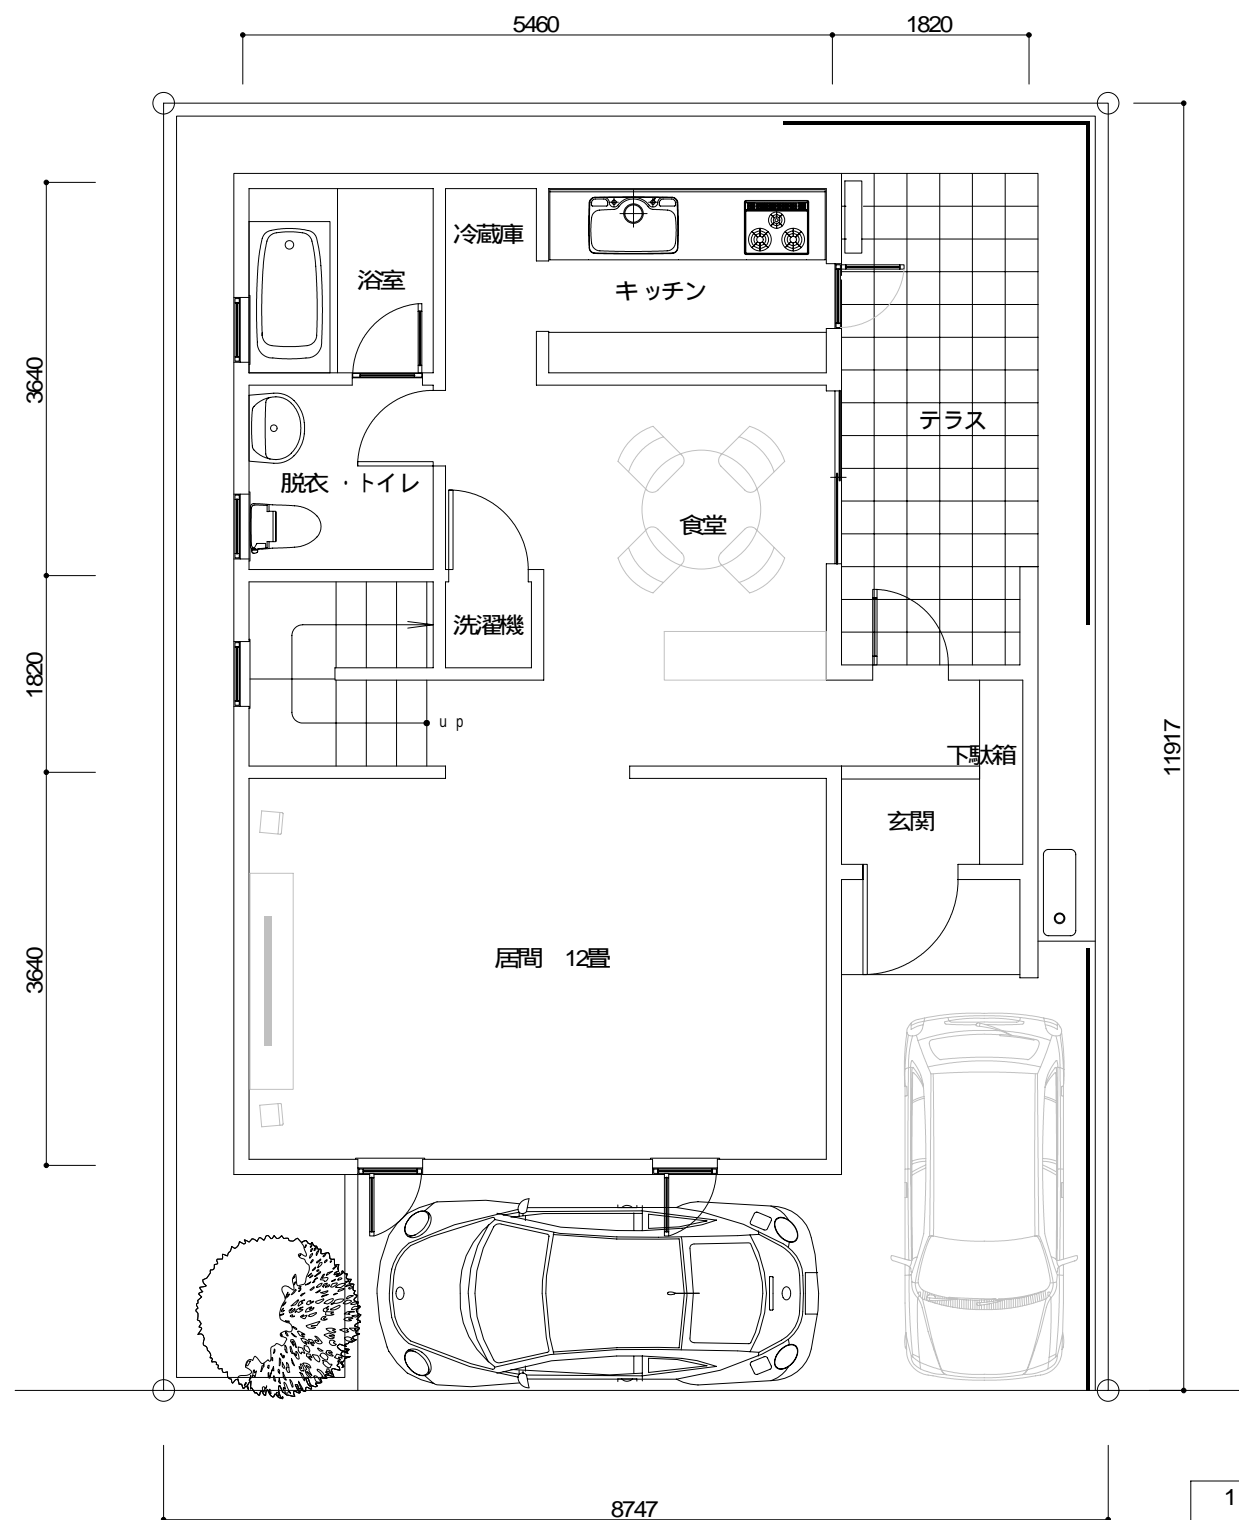 5460
1820
冷蔵庫
浴室
キッチン
3640
テラス
脱衣・トイレ
食堂
洗濯機
1820
up
11917
下駄箱
玄関
居間 12畳
3640
1
8747